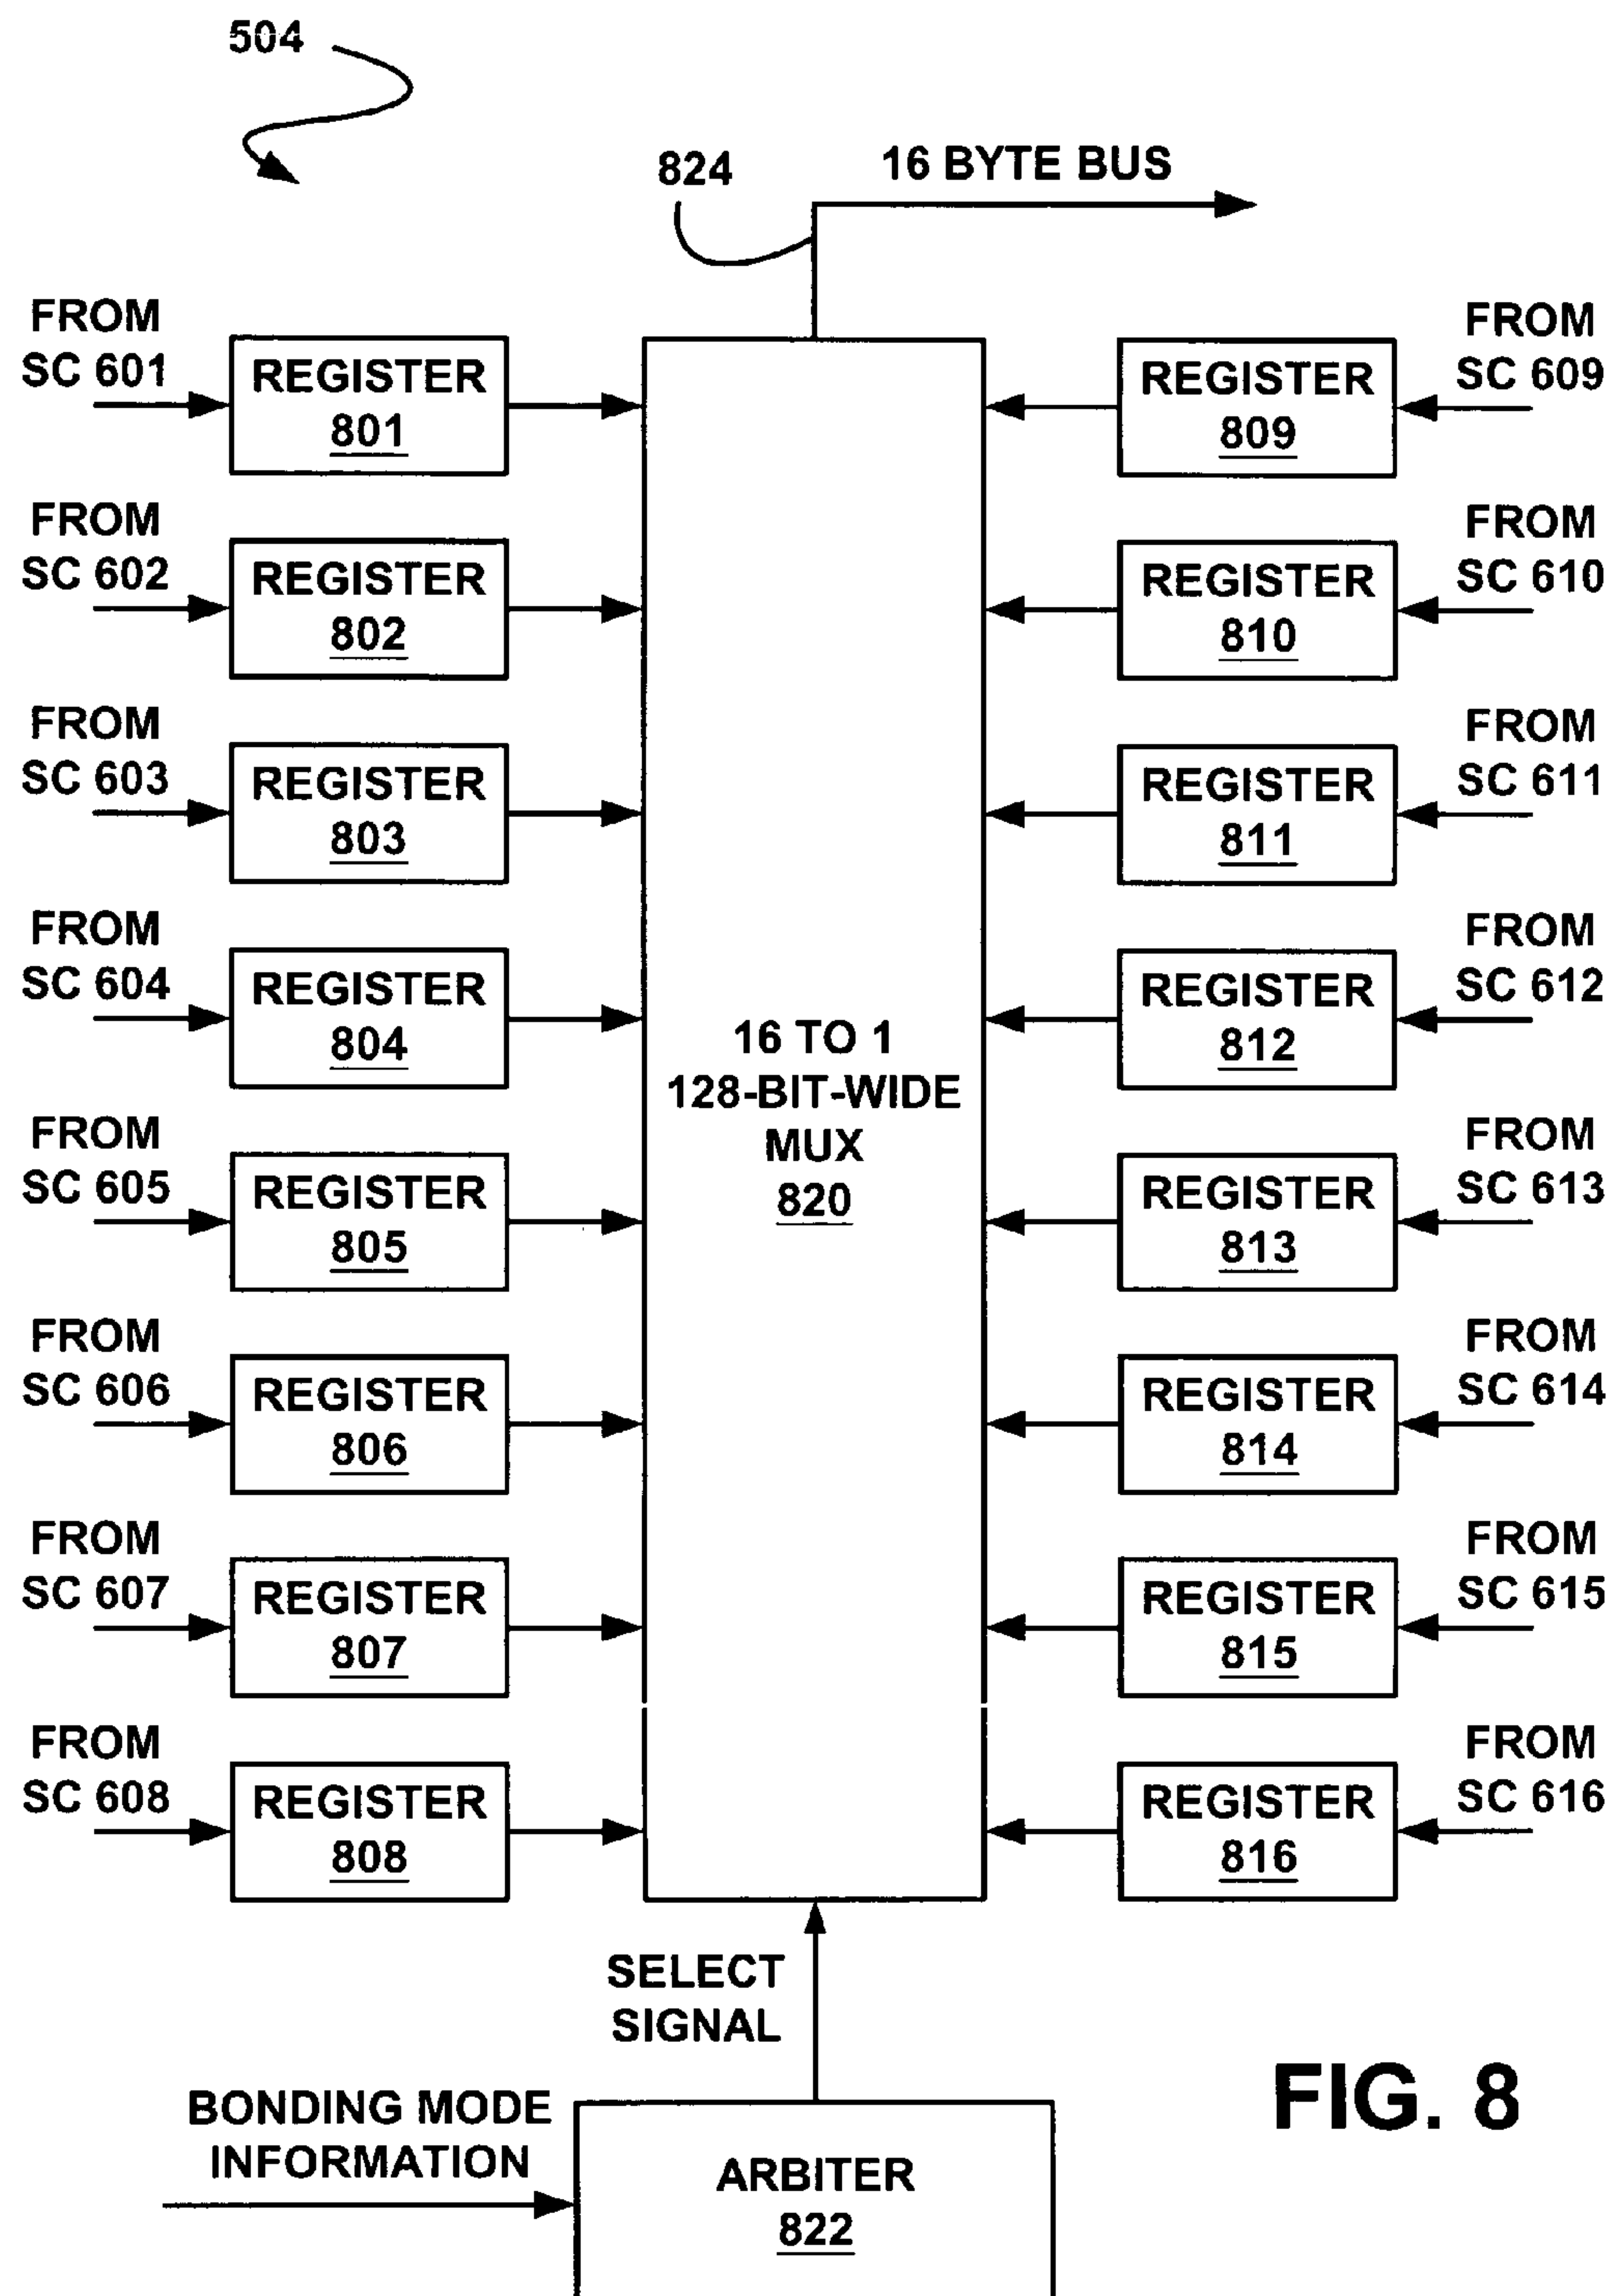 504
824
16 BYTE BUS
FROM
SC 601
REGISTER
801
FROM
SC 602
REGISTER
802
FROM
SC 603
REGISTER
803
FROM
SC 604
REGISTER
804
FROM
SC 605
REGISTER
805
FROM
SC 606
REGISTER
806
FROM
SC 607
REGISTER
807
FROM
SC 608
REGISTER
808
16 TO 1
128-BIT-WIDE
MUX
820
REGISTER
809
FROM
SC 609
REGISTER
810
FROM
SC 610
REGISTER
811
FROM
SC 611
REGISTER
812
FROM
SC 612
REGISTER
813
FROM
SC 613
REGISTER
814
FROM
SC 614
REGISTER
815
FROM
SC 615
REGISTER
816
FROM
SC 616
SELECT
SIGNAL
BONDING MODE
INFORMATION
ARBITER
822
FIG. 8